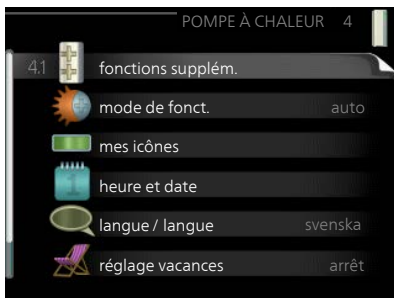 POMPE À CHALEUR 4
4.1 fonctions supplém.
mode de fonct. auto
mes icônes
heure et date
langue / langue svenska
réglage vacances arrêt